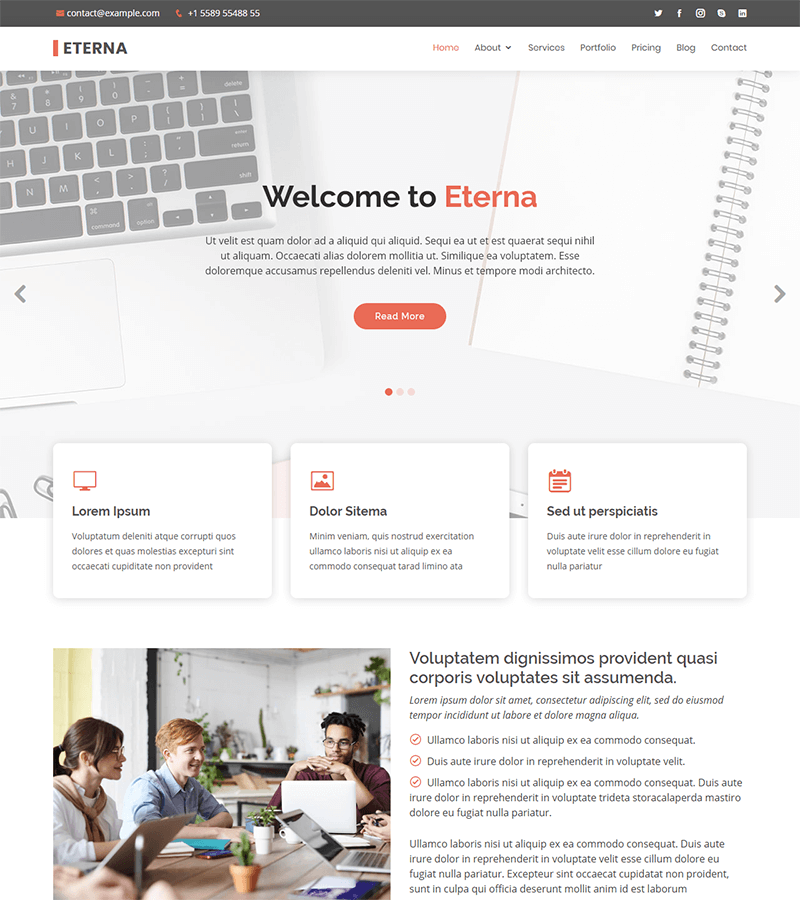 contact@example.com +1 5589 55488 55
ETERNA
Home About Services Portfolio Pricing Blog Contact
Welcome to Eterna
Ut velit est quam dolor ad a aliquid qui aliquid. Sequi ea ut et est quaerat sequi nihil
ut aliquam. Occaecati alias dolorem mollitia ut. Similique ea voluptatem. Esse
doloremque accusamus repellendus deleniti vel. Minus et tempore modi architecto.
Read More
Lorem Ipsum
Voluptatum deleniti atque corrupti quos
dolores et quas molestias excepturi sint
occaecati cupiditate non provident
Dolor Sitema
Minim veniam, quis nostrud exercitation
ullamco laboris nisi ut aliquip ex ea
commodo consequat tarad limino ata
Sed ut perspiciatis
Duis aute irure dolor in reprehenderit in
voluptate velit esse cillum dolore eu fugiat
nulla pariatur
Voluptatem dignissimos provident quasi
corporis voluptates sit assumenda.
Lorem ipsum dolor sit amet, consectetur adipiscing elit, sed do eiusmod
tempor incididunt ut labore et dolore magna aliqua.
Ullamco laboris nisi ut aliquip ex ea commodo consequat.
Duis aute irure dolor in reprehenderit in voluptate velit.
Ullamco laboris nisi ut aliquip ex ea commodo consequat. Duis aute
irure dolor in reprehenderit in voluptate trideta storacalaperda mastiro
dolore eu fugiat nulla pariatur.
Ullamco laboris nisi ut aliquip ex ea commodo consequat. Duis aute
irure dolor in reprehenderit in voluptate velit esse cillum dolore eu
fugiat nulla pariatur. Excepteur sint occaecat cupidatat non proident,
sunt in culpa qui officia deserunt mollit anim id est laborum